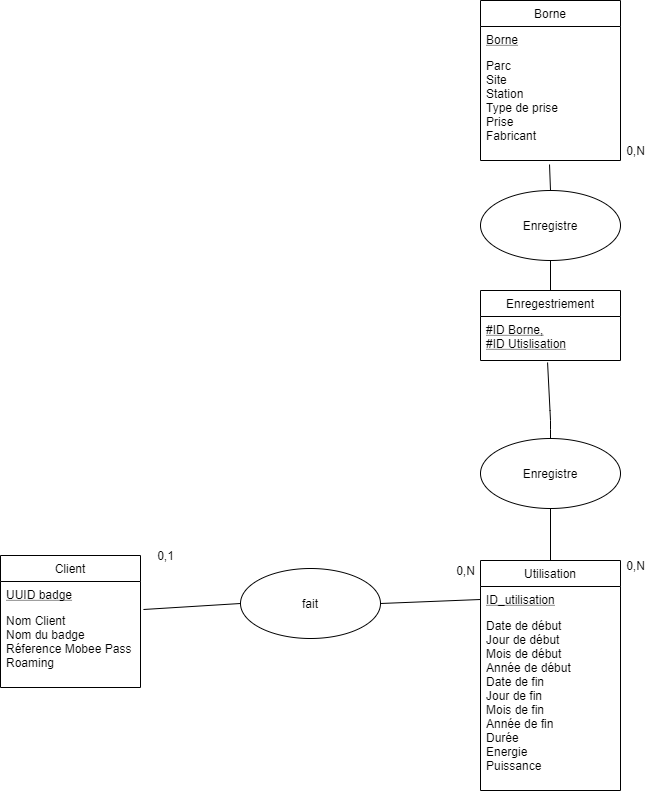 Borne
Borne
Parc
Site
Station
Type de prise
Prise
Fabricant
0,N
Enregistre
Enregestriement
#ID Borne,
#ID Utislisation
Enregistre
Client
UUID badge
Nom Client
Nom du badge
Réference Mobee Pass
Roaming
0,1
fait
0,N
Utilisation
0,N
ID_utilisation
Date de début
Jour de début
Mois de début
Année de début
Date de fin
Jour de fin
Mois de fin
Année de fin
Durée
Energie
Puissance